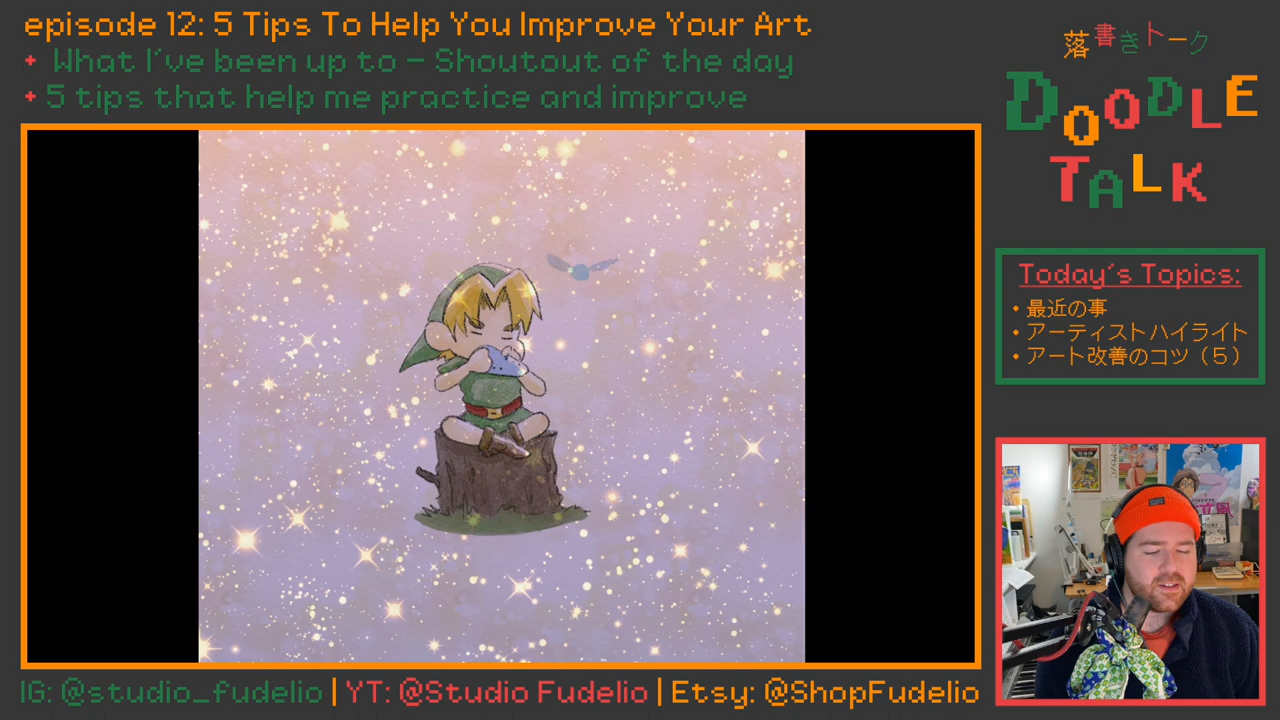 episode 12: 5 Tips To Help You Improve Your Art
+ What I've been up to - Shoutout of the day
+ 5 tips that help me practice and improve
落書きトーク
DOODLE
TALK
Today's Topics:
・最近の事
・アーティストハイライト
・アート改善のコツ（５）
IG: @studio_fudelio | YT: @Studio Fudelio | Etsy: @ShopFudelio